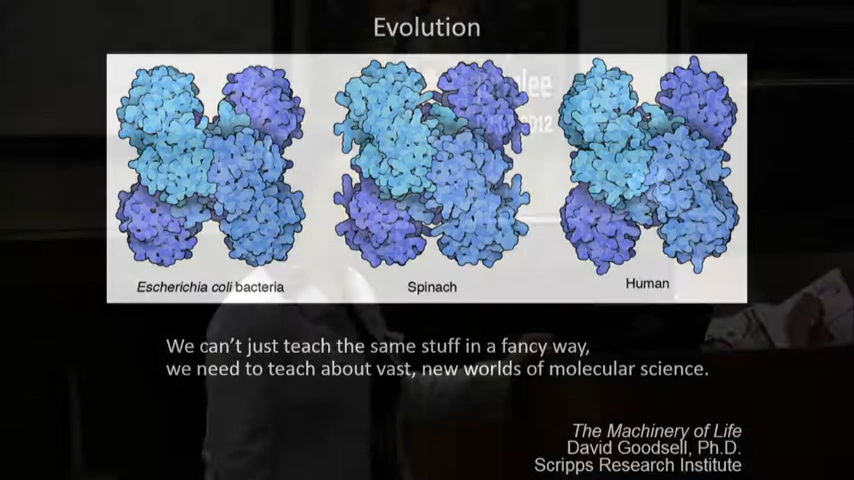 Evolution
Escherichia coli bacteria
Spinach
Human
2012
We can't just teach the same stuff in a fancy way,
we need to teach about vast, new worlds of molecular science.
The Machinery of Life
David Goodsell, Ph.D.
Scripps Research Institute